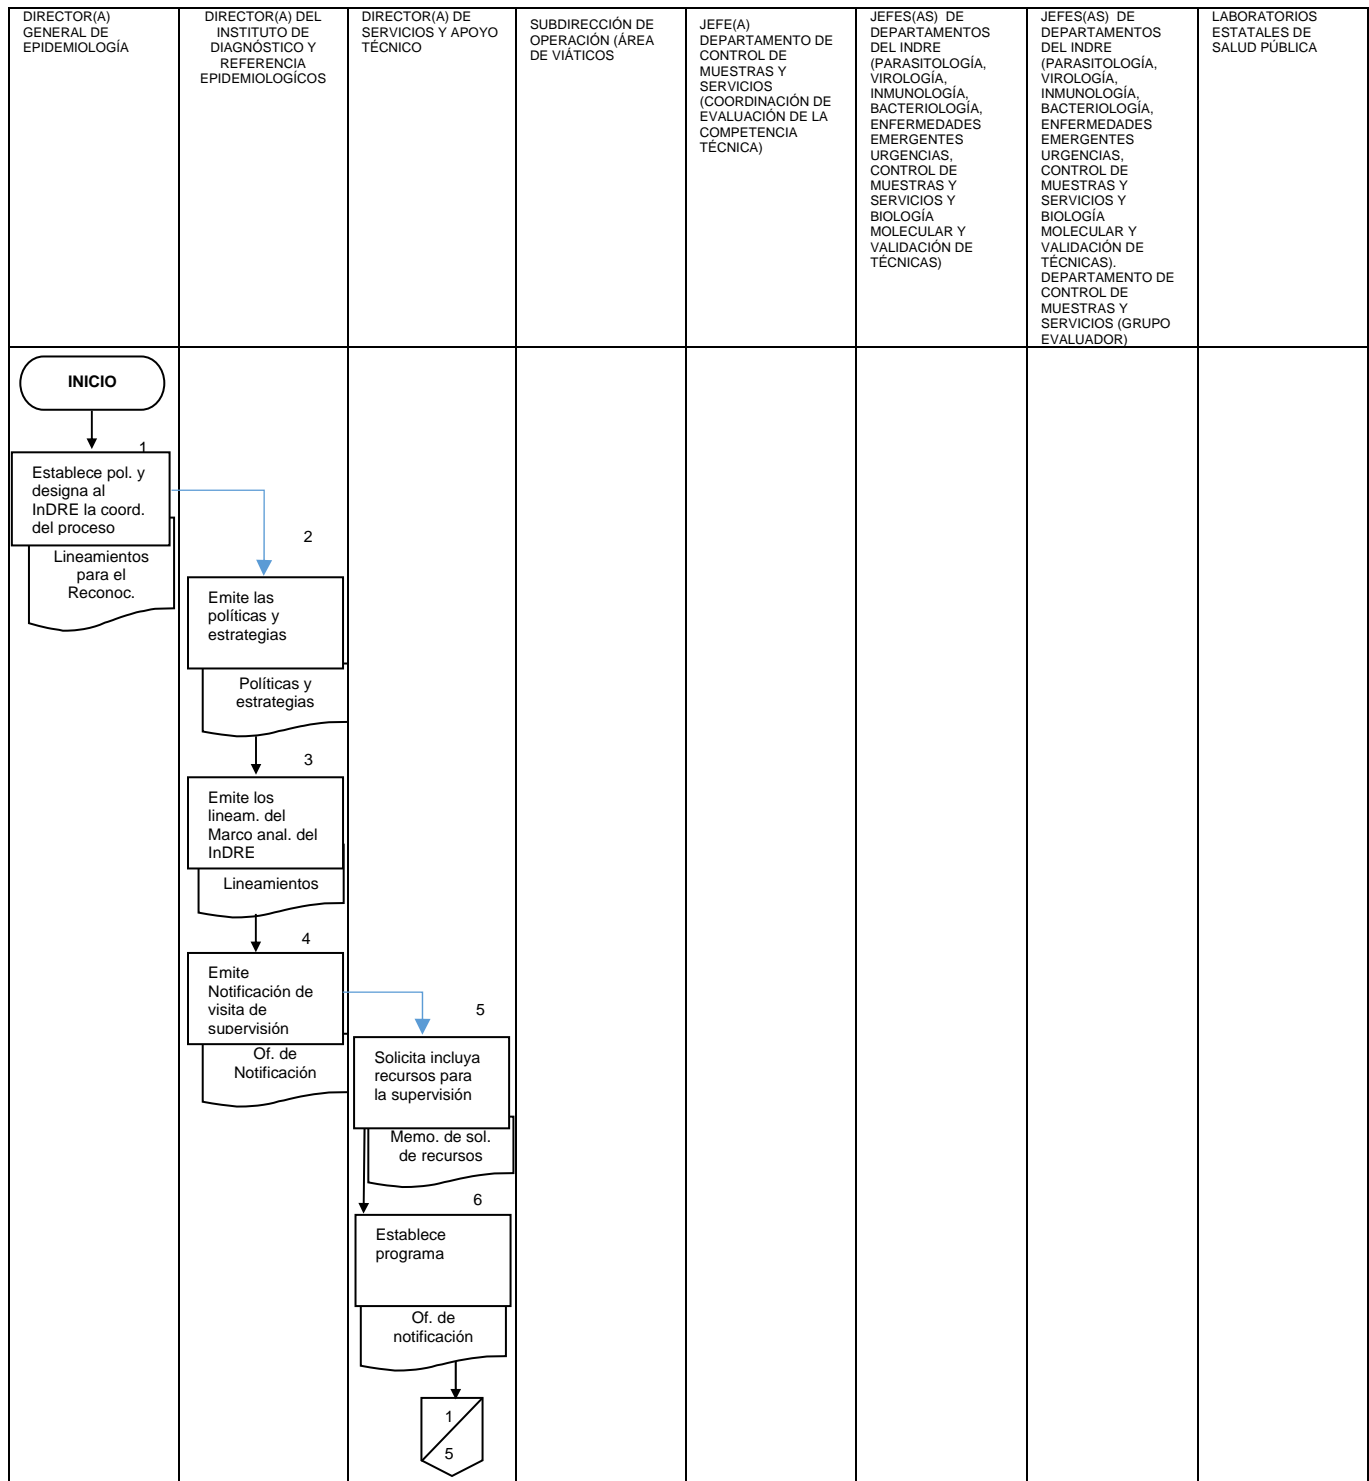 DIRECTOR(A)
GENERAL DE
EPIDEMIOLOGÍA
DIRECTOR(A) DEL
INSTITUTO DE
DIAGNÓSTICO Y
REFERENCIA
EPIDEMIOLOGÍCOS
DIRECTOR(A) DE
SERVICIOS Y APOYO
TÉCNICO
SUBDIRECCIÓN DE
OPERACIÓN (ÁREA
DE VIÁTICOS
JEFE(A)
DEPARTAMENTO DE
CONTROL DE
MUESTRAS Y
SERVICIOS
(COORDINACIÓN DE
EVALUACIÓN DE LA
COMPETENCIA
TÉCNICA)
JEFES(AS) DE
DEPARTAMENTOS
DEL INDRE
(PARASITOLOGÍA,
VIROLOGÍA,
INMUNOLOGÍA,
BACTERIOLOGÍA,
ENFERMEDADES
EMERGENTES
URGENCIAS,
CONTROL DE
MUESTRAS Y
SERVICIOS Y
BIOLOGÍA
MOLECULAR Y
VALIDACIÓN DE
TÉCNICAS)
JEFES(AS) DE
DEPARTAMENTOS
DEL INDRE
(PARASITOLOGÍA,
VIROLOGÍA,
INMUNOLOGÍA,
BACTERIOLOGÍA,
ENFERMEDADES
EMERGENTES
URGENCIAS,
CONTROL DE
MUESTRAS Y
SERVICIOS Y
BIOLOGÍA
MOLECULAR Y
VALIDACIÓN DE
TÉCNICAS).
DEPARTAMENTO DE
CONTROL DE
MUESTRAS Y
SERVICIOS (GRUPO
EVALUADOR)
LABORATORIOS
ESTATALES DE
SALUD PÚBLICA
INICIO
1
Establece pol. y
designa al
InDRE la coord.
del proceso
Lineamientos
para el
Reconoc.
2
Emite las
políticas y
estrategias
Políticas y
estrategias
3
Emite los
lineam. del
Marco anal. del
InDRE
Lineamientos
4
Emite
Notificación de
visita de
supervisión
Of. de
Notificación
5
Solicita incluya
recursos para
la supervisión
Memo. de sol.
de recursos
6
Establece
programa
Of. de
notificación
1
5